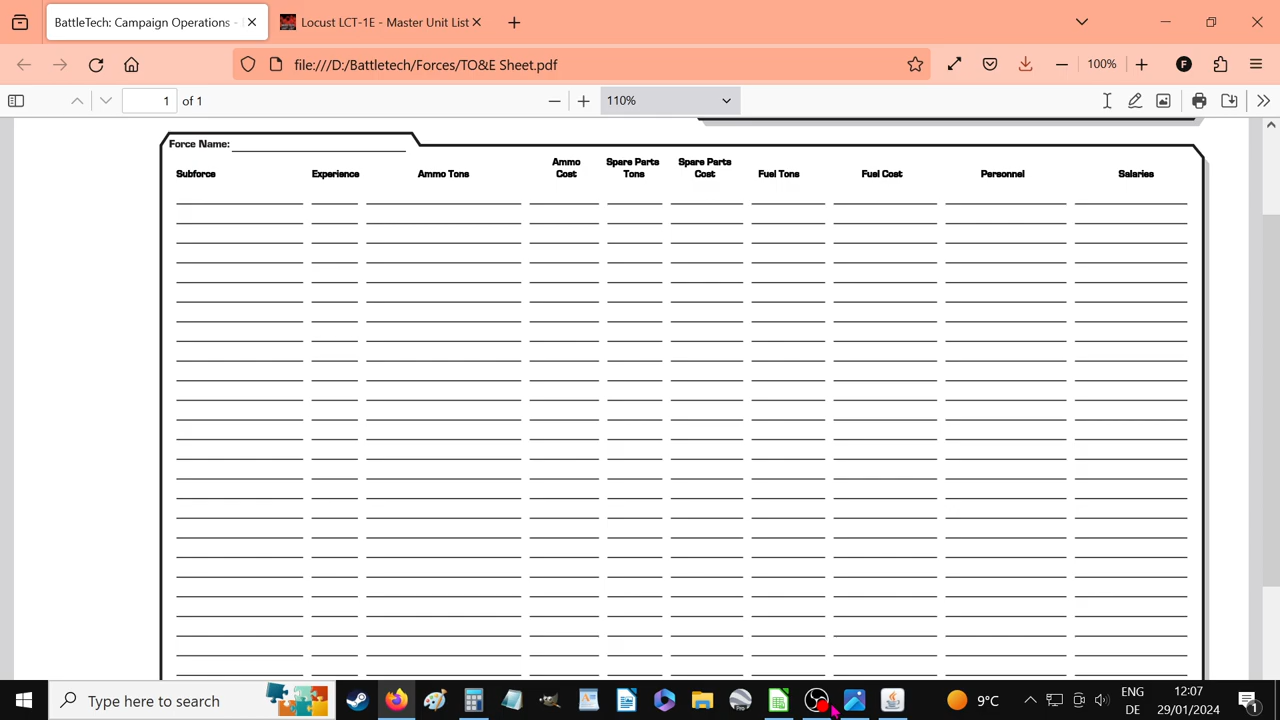 BattleTech: Campaign Operations -
Locust LCT-1E - Master Unit List
file:///D:/Battletech/Forces/TO&E Sheet.pdf
100%
F
1 of 1
110%
Force Name:
Subforce Experience Ammo Tons Ammo Cost Spare Parts Tons Spare Parts Cost Fuel Tons Fuel Cost Personnel Salaries
Type here to search
9°C
ENG
DE
12:07
29/01/2024
1